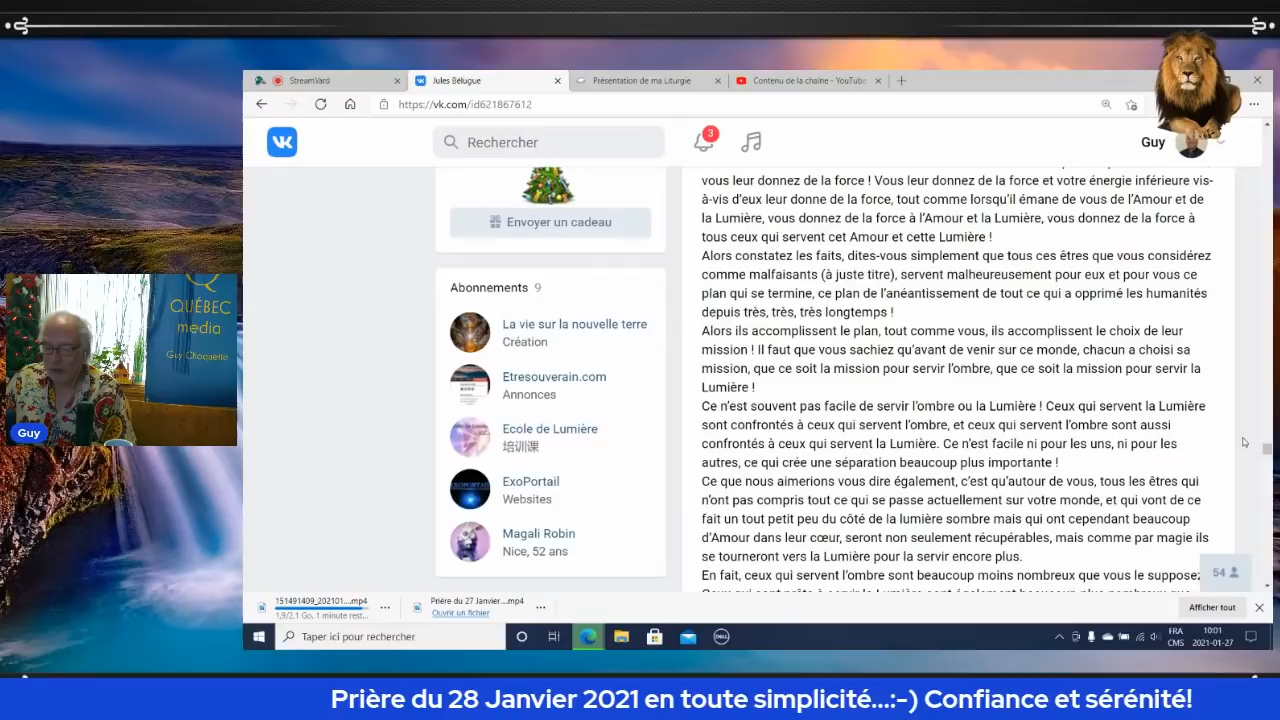 StreamYard
Jules Bélugue
Présentation de ma Liturgie
Contenu de la chaîne - YouTube
https://vk.com/id621867612
Rechercher
3
Guy
Envoyer un cadeau
Abonnements 9
La vie sur la nouvelle terre
Création
Etresouverain.com
Annonces
Ecole de Lumière
培训课
EXOPORTAIL
ExoPortail
Websites
Magali Robin
Nice, 52 ans
vous leur donnez de la force ! Vous leur donnez de la force et votre énergie inférieure vis-
à-vis d’eux leur donne de la force, tout comme lorsqu’il émane de vous de l’Amour et de
la Lumière, vous donnez de la force à l’Amour et la Lumière, vous donnez de la force à
tous ceux qui servent cet Amour et cette Lumière !
Alors constatez les faits, dites-vous simplement que tous ces êtres que vous considérez
comme malfaisants (à juste titre), servent malheureusement pour eux et pour vous ce
plan qui se termine, ce plan de l’anéantissement de tout ce qui a opprimé les humanités
depuis très, très, très longtemps !
Alors ils accomplissent le plan, tout comme vous, ils accomplissent le choix de leur
mission ! Il faut que vous sachiez qu’avant de venir sur ce monde, chacun a choisi sa
mission, que ce soit la mission pour servir l’ombre, que ce soit la mission pour servir la
Lumière !
Ce n’est souvent pas facile de servir l’ombre ou la Lumière ! Ceux qui servent la Lumière
sont confrontés à ceux qui servent l’ombre, et ceux qui servent l’ombre sont aussi
confrontés à ceux qui servent la Lumière. Ce n’est facile ni pour les uns, ni pour les
autres, ce qui crée une séparation beaucoup plus importante !
Ce que nous aimerions vous dire également, c’est qu’autour de vous, tous les êtres qui
n’ont pas compris tout ce qui se passe actuellement sur votre monde, et qui vont de ce
fait un tout petit peu du côté de la lumière sombre mais qui ont cependant beaucoup
d’Amour dans leur cœur, seront non seulement récupérables, mais comme par magie ils
se tourneront vers la Lumière pour la servir encore plus.
En fait, ceux qui servent l’ombre sont beaucoup moins nombreux que vous le supposez
54
QUÉBEC
media
Guy Choquette
Guy
151491409_202101....mp4
1,9/2,1 Go, 1 minute rest...
Prière du 27 Janvier....mp4
Ouvrir un fichier
Afficher tout
Taper ici pour rechercher
DELL
FRA
CMS
10:01
2021-01-27
Prière du 28 Janvier 2021 en toute simplicité...:-) Confiance et sérénité!